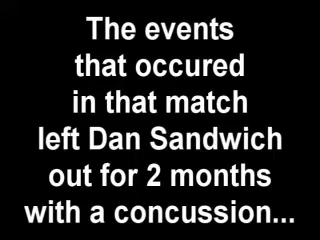 The events
that occured
in that match
left Dan Sandwich
out for 2 months
with a concussion...